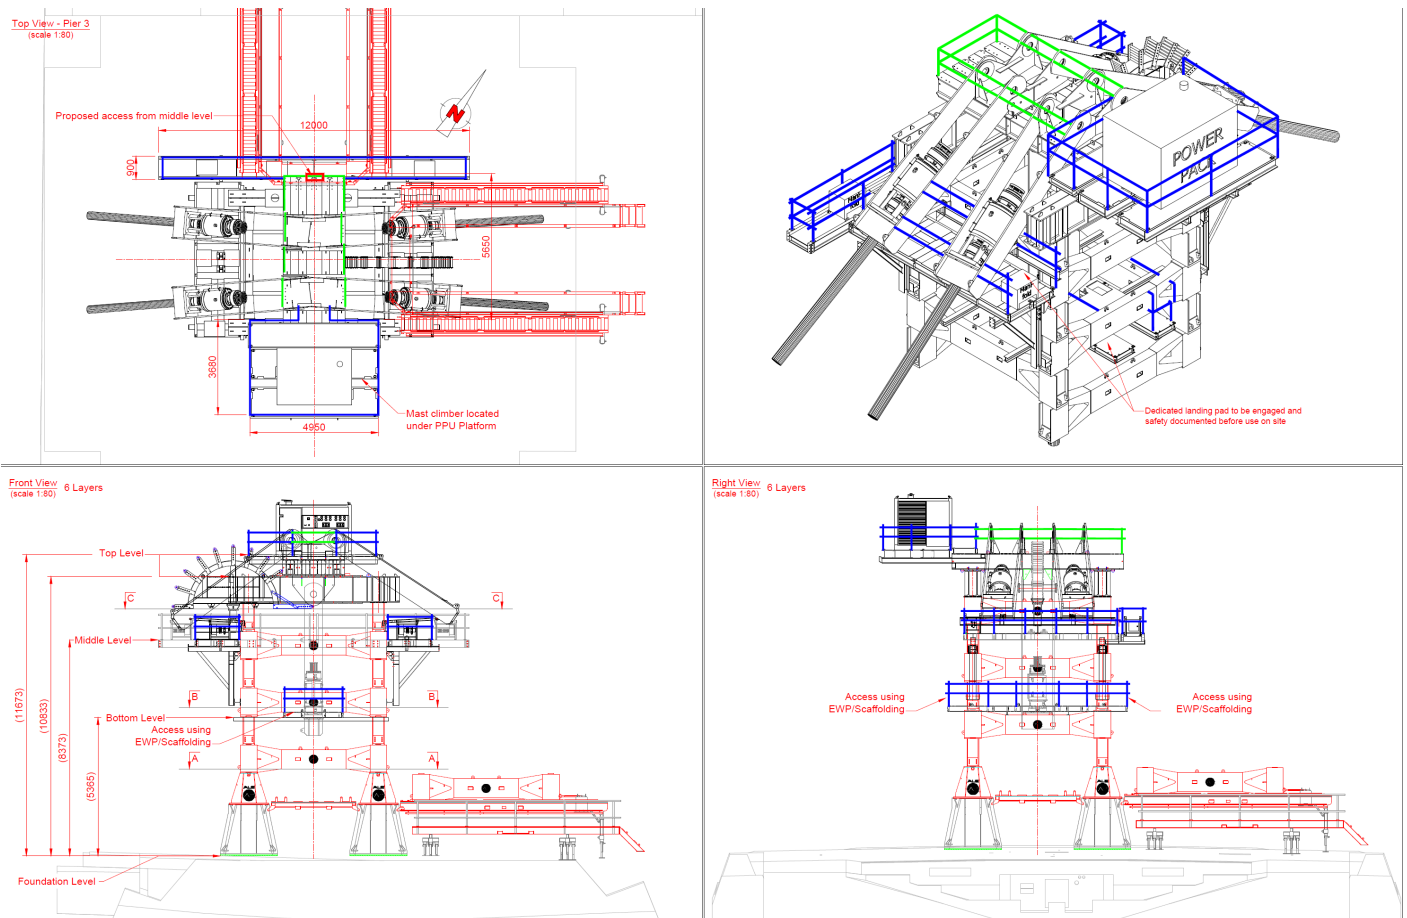 Top View - Pier 3
(scale 1:80)
N
Proposed access from middle level
12000
900
5650
3680
4950
Mast climber located
under PPU Platform
POWER
PACK
Mani-
fold
Dedicated landing pad to be engaged and
safety documented before use on site
Front View 6 Layers
(scale 1:80)
Top Level
C C
Middle Level
B B
Bottom Level
Access using
EWP/Scaffolding
A A
(11673)
(10833)
(8373)
(5365)
Foundation Level
Right View 6 Layers
(scale 1:80)
Access using
EWP/Scaffolding
Access using
EWP/Scaffolding